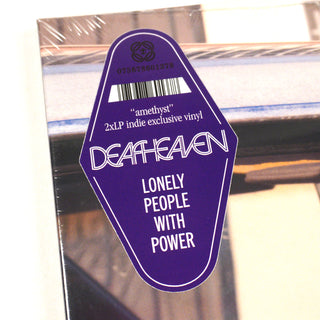 “amethyst”
2xLP indie exclusive vinyl
DEAFHEAVEN
LONELY
PEOPLE
WITH
POWER